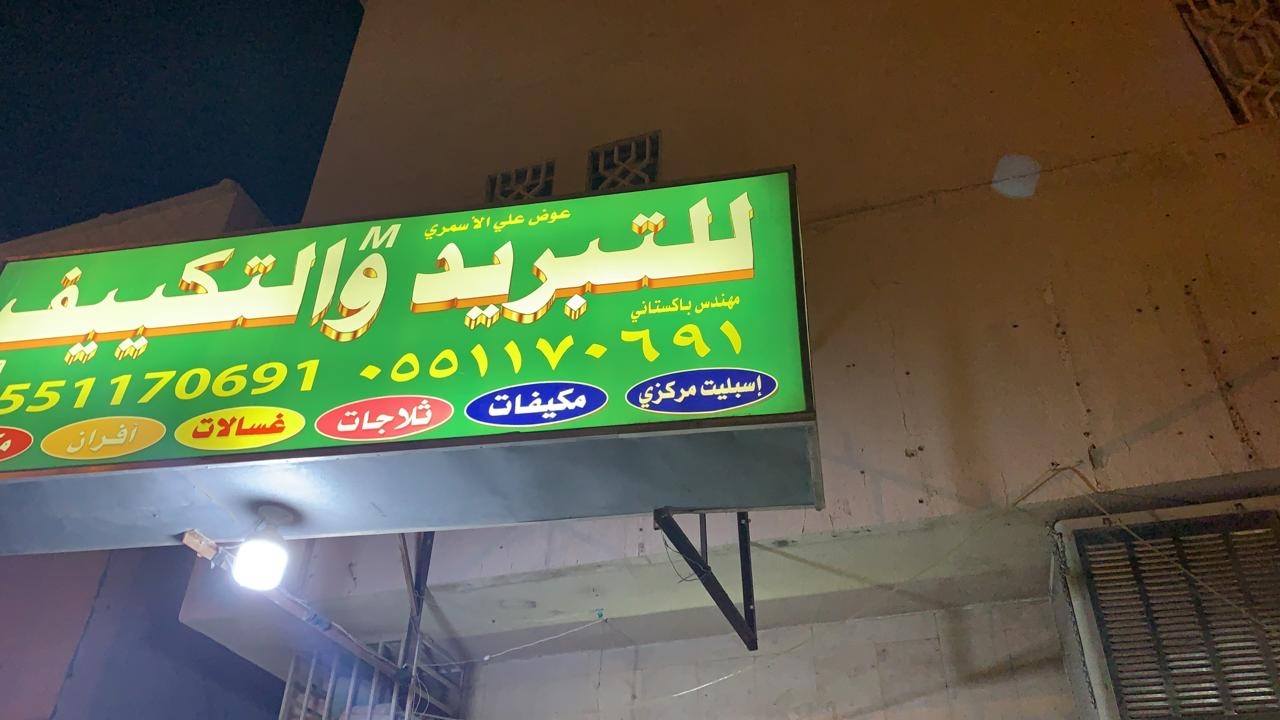 عوض علي الأسمري
M
للتبريد والتكييف
مهندس باكستاني
٠٥٥١١٧٠٦٩١ 551170691
إسبليت مركزي مكيفات ثلاجات غسالات أفران